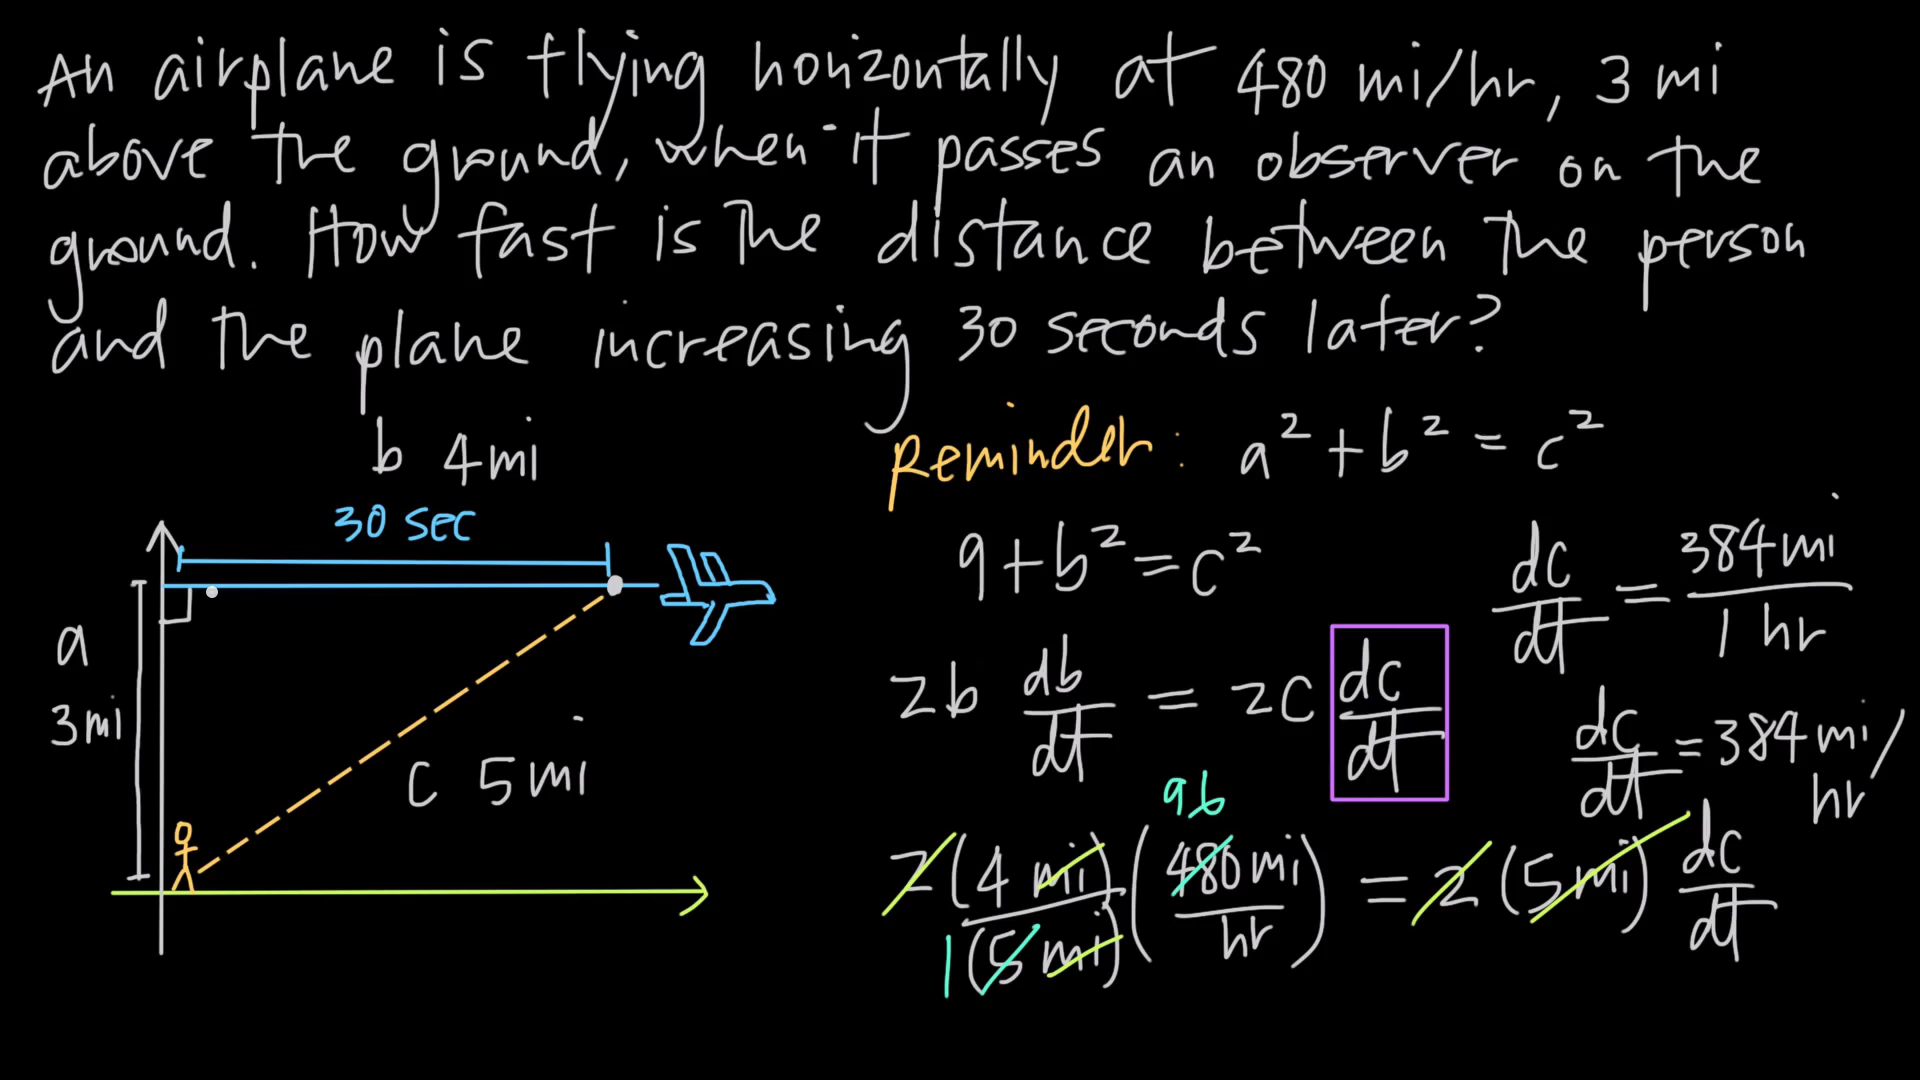 An airplane is flying horizontally at 480 mi/hr, 3 mi
above the ground, when it passes an observer on the
ground. How fast is the distance between the person
and the plane increasing 30 seconds later?
b 4mi
30 sec
a
3mi
c 5mi
Reminder: a² + b² = c²
9 + b² = c²
2b db/dt = 2c dc/dt
96
2(4 mi)/1(5 mi) (480 mi/hr) = 2(5 mi) dc/dt
dc/dt = 384 mi/1 hr
dc/dt = 384 mi/
hr